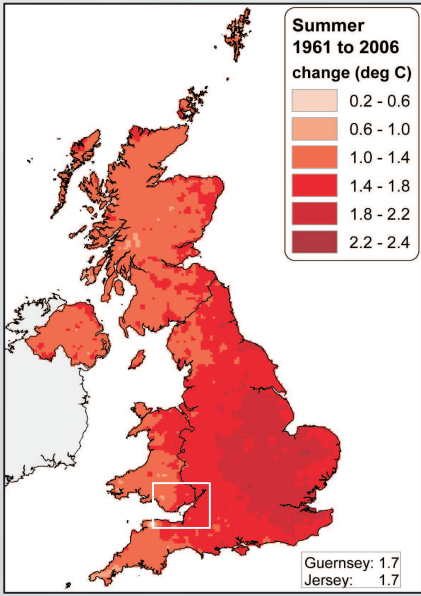 Summer
1961 to 2006
change (deg C)
0.2 - 0.6
0.6 - 1.0
1.0 - 1.4
1.4 - 1.8
1.8 - 2.2
2.2 - 2.4
Guernsey: 1.7
Jersey: 1.7